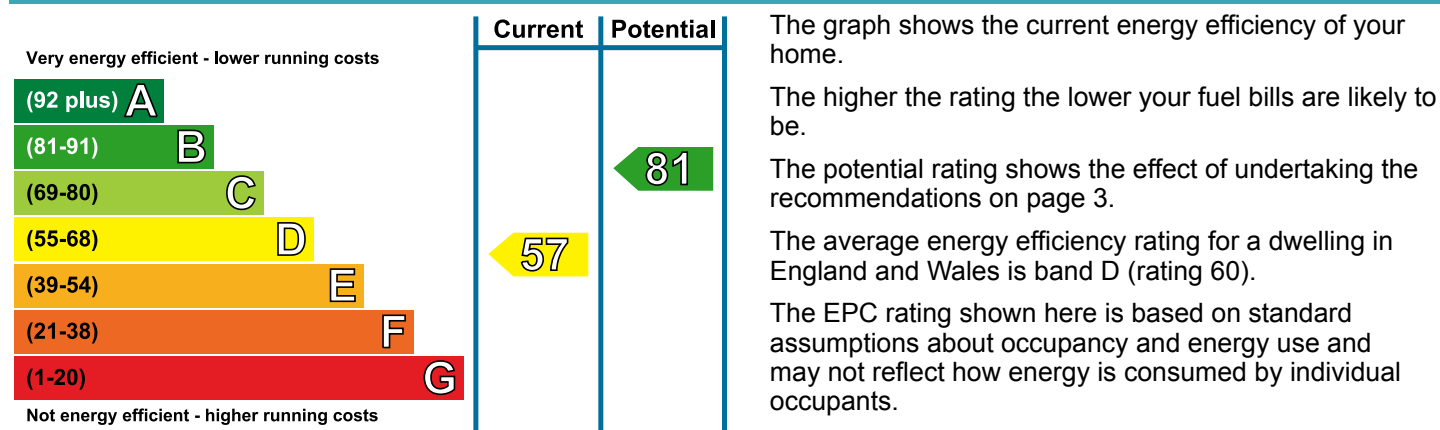 Current Potential
Very energy efficient - lower running costs
(92 plus) A
(81-91) B
(69-80) C
(55-68) D
(39-54) E
(21-38) F
(1-20) G
Not energy efficient - higher running costs
57
81
The graph shows the current energy efficiency of your
home.
The higher the rating the lower your fuel bills are likely to
be.
The potential rating shows the effect of undertaking the
recommendations on page 3.
The average energy efficiency rating for a dwelling in
England and Wales is band D (rating 60).
The EPC rating shown here is based on standard
assumptions about occupancy and energy use and
may not reflect how energy is consumed by individual
occupants.